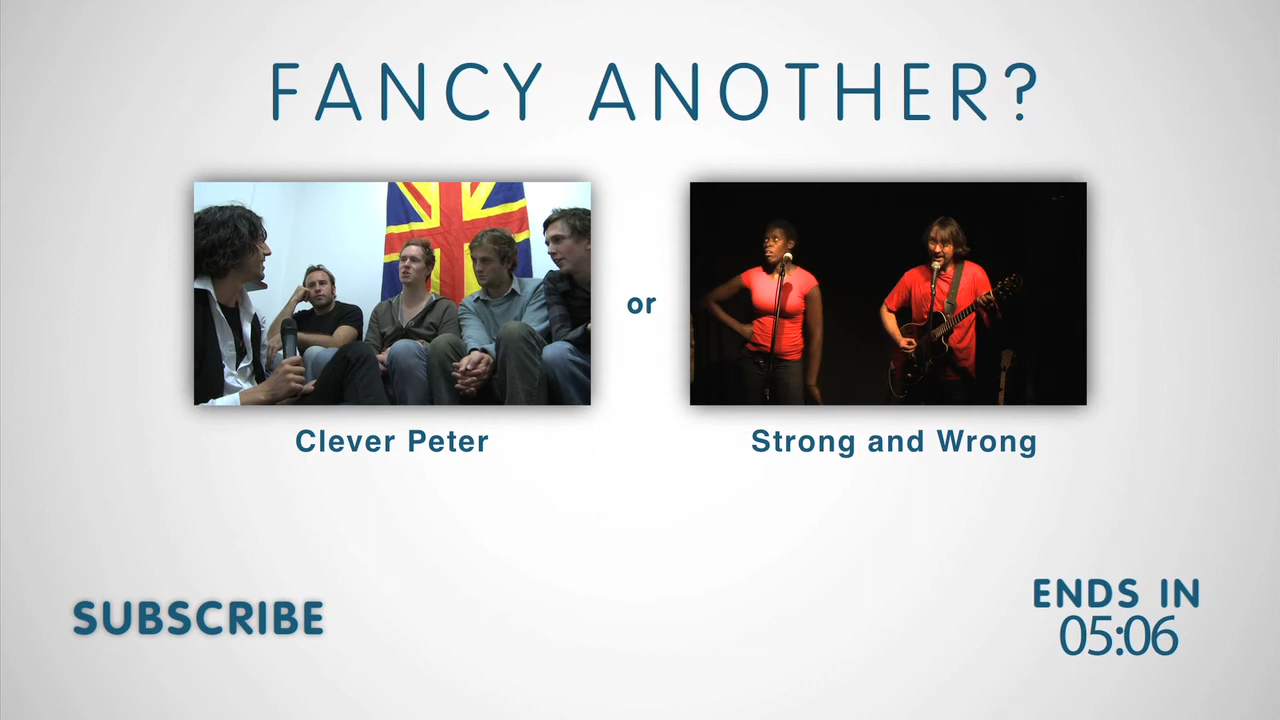 FANCY ANOTHER?
or
Clever Peter
Strong and Wrong
SUBSCRIBE
ENDS IN
05:06